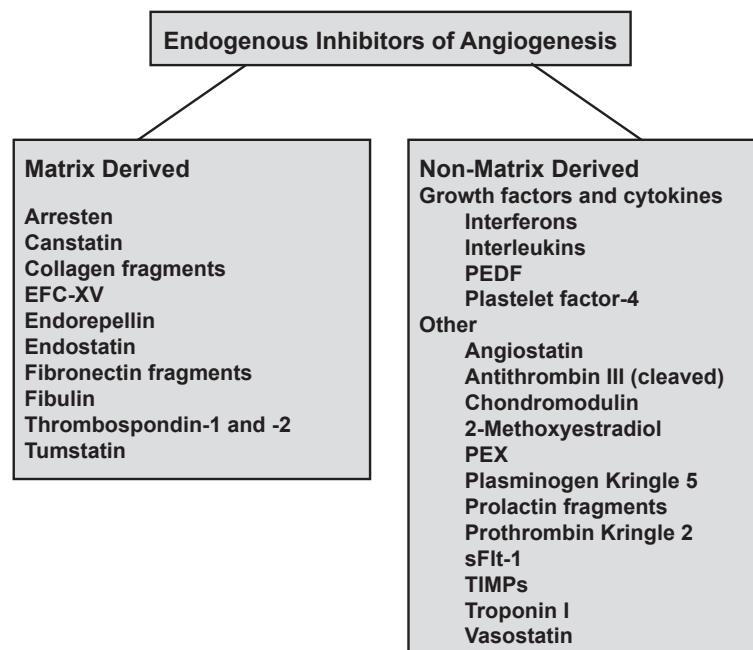 Endogenous Inhibitors of Angiogenesis
Matrix Derived
Arresten
Canstatin
Collagen fragments
EFC-XV
Endorepellin
Endostatin
Fibronectin fragments
Fibulin
Thrombospondin-1 and -2
Tumstatin
Non-Matrix Derived
Growth factors and cytokines
Interferons
Interleukins
PEDF
Plastelet factor-4
Other
Angiostatin
Antithrombin III (cleaved)
Chondromodulin
2-Methoxyestradiol
PEX
Plasminogen Kringle 5
Prolactin fragments
Prothrombin Kringle 2
sFlt-1
TIMPs
Troponin I
Vasostatin